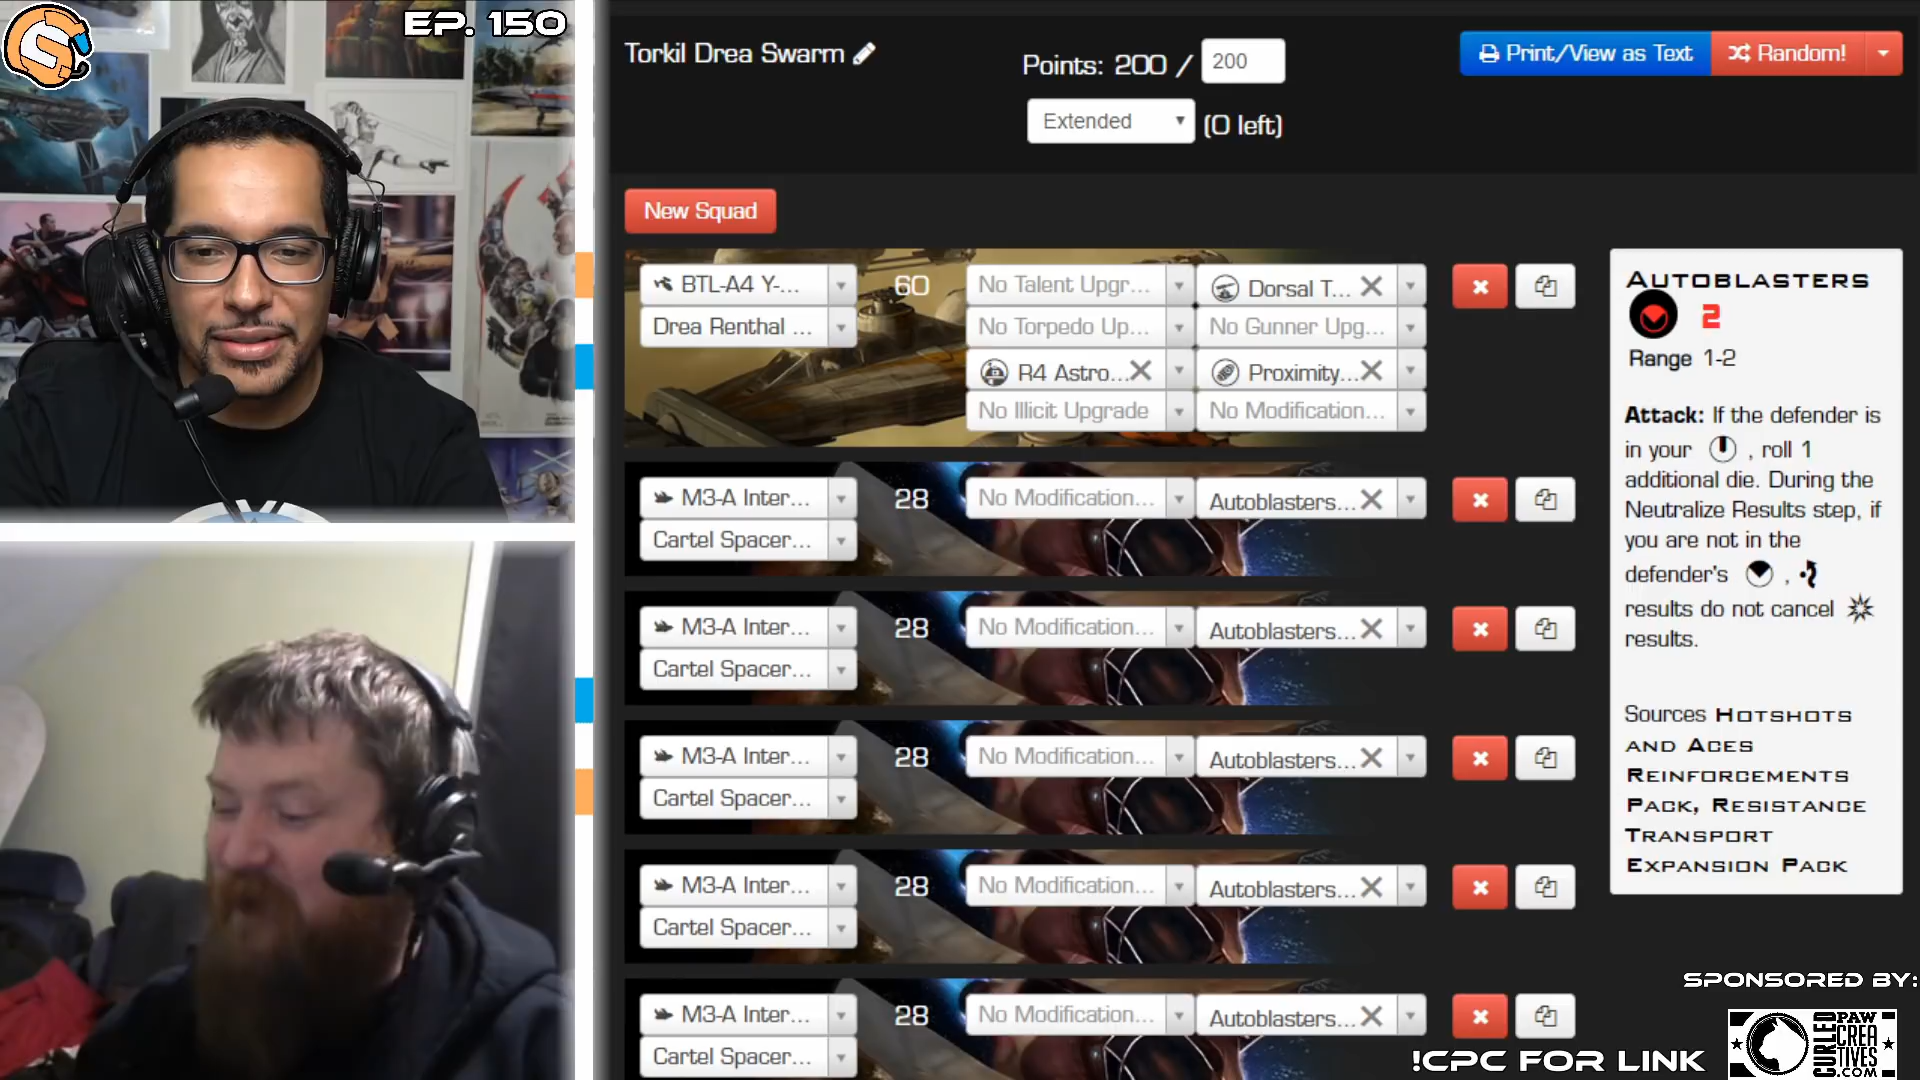 EP. 150
Torkil Drea Swarm
Points: 200 / 200
Extended (0 left)
Print/View as Text
Random!
New Squad
BTL-A4 Y-...
60
No Talent Upgr...
Dorsal T...
Drea Renthal ...
No Torpedo Up...
No Gunner Upg...
R4 Astro...
Proximity...
No Illicit Upgrade
No Modification...
M3-A Inter...
28
No Modification...
Autoblasters...
Cartel Spacer...
M3-A Inter...
28
No Modification...
Autoblasters...
Cartel Spacer...
M3-A Inter...
28
No Modification...
Autoblasters...
Cartel Spacer...
M3-A Inter...
28
No Modification...
Autoblasters...
Cartel Spacer...
M3-A Inter...
28
No Modification...
Autoblasters...
Cartel Spacer...
Autoblasters
2
Range 1-2
Attack: If the defender is
in your , roll 1
additional die. During the
Neutralize Results step, if
you are not in the
defender's ,
results do not cancel
results.
Sources Hotshots
and Aces
Reinforcements
Pack, Resistance
Transport
Expansion Pack
SPONSORED BY:
!CPC FOR LINK
CURLED
PAW
CREA
TIVES
.COM